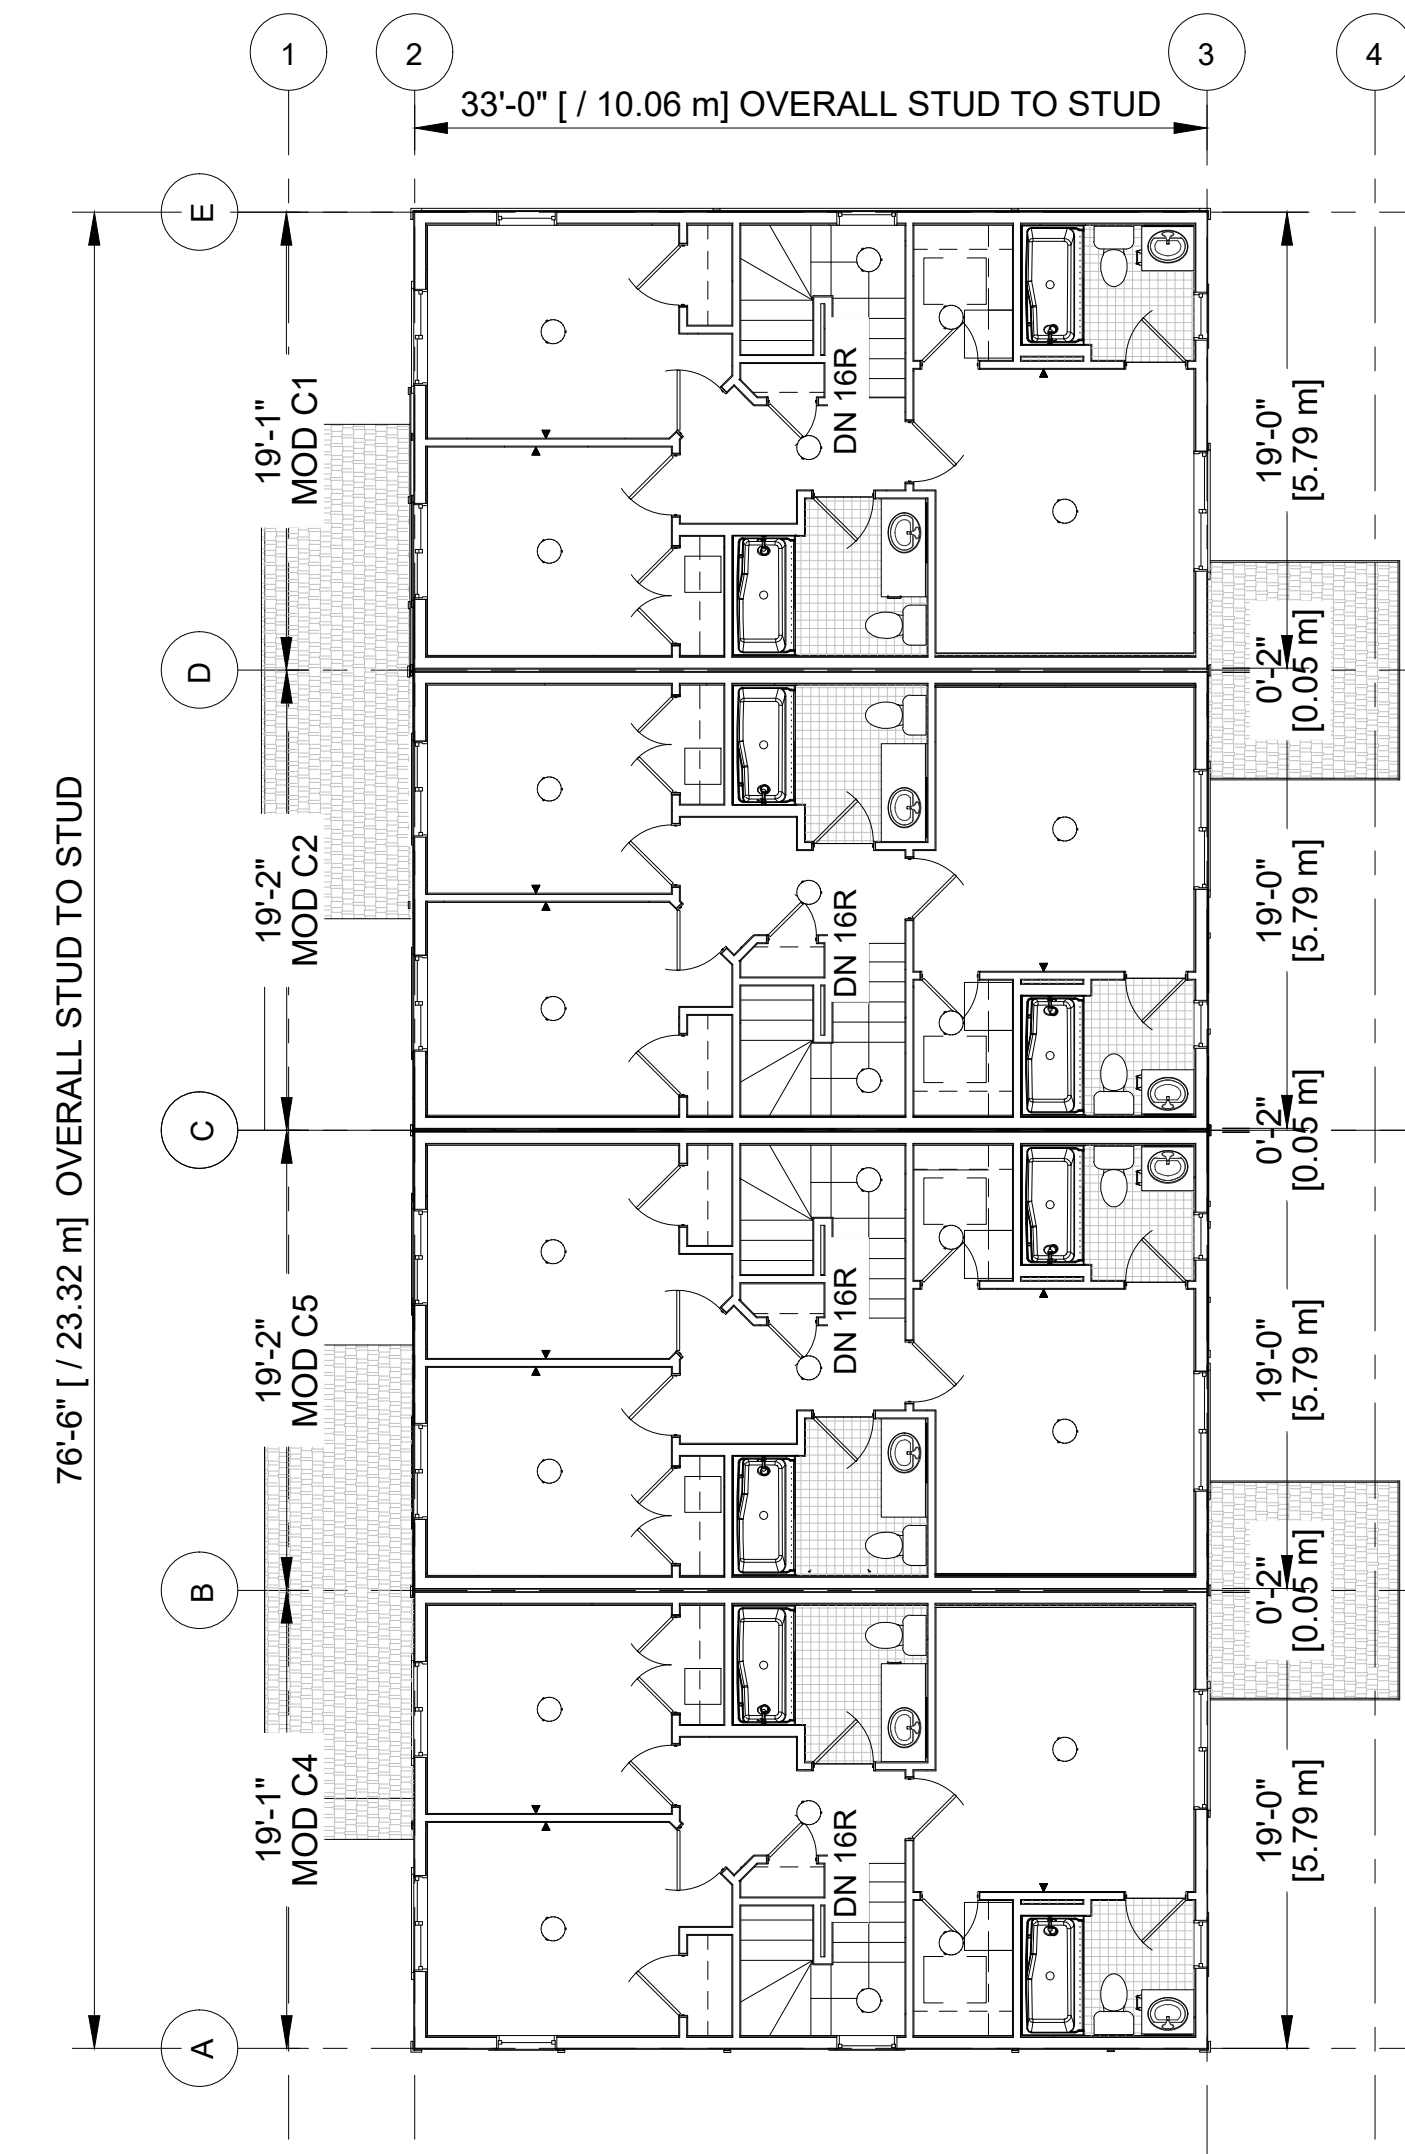 1
2
3
4
33'-0" [ / 10.06 m] OVERALL STUD TO STUD
E
D
C
B
A
76'-6" [ / 23.32 m] OVERALL STUD TO STUD
19'-1"
MOD C1
19'-2"
MOD C2
19'-2"
MOD C5
19'-1"
MOD C4
DN 16R
DN 16R
DN 16R
DN 16R
19'-0"
[5.79 m]
0'-2"
[0.05 m]
19'-0"
[5.79 m]
0'-2"
[0.05 m]
19'-0"
[5.79 m]
0'-2"
[0.05 m]
19'-0"
[5.79 m]